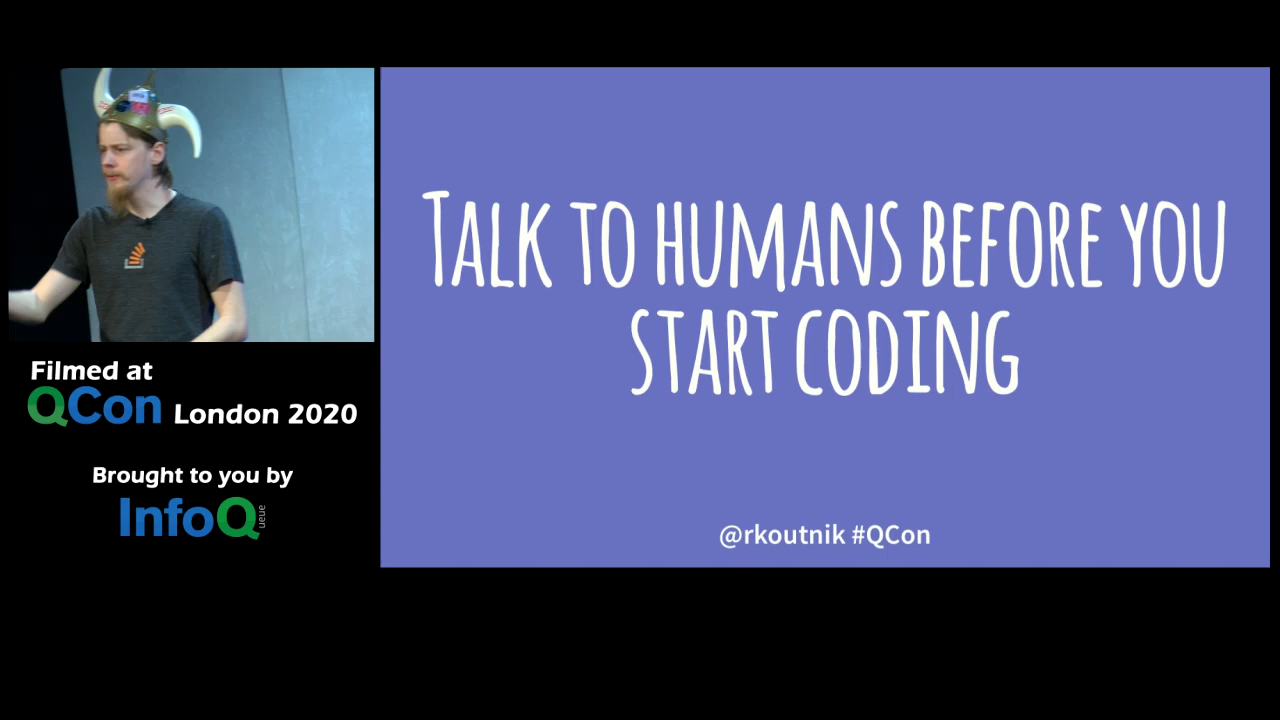 TALK TO HUMANS BEFORE YOU
START CODING
@rkoutnik #QCon
Filmed at
QCon London 2020
Brought to you by
InfoQ
ueue